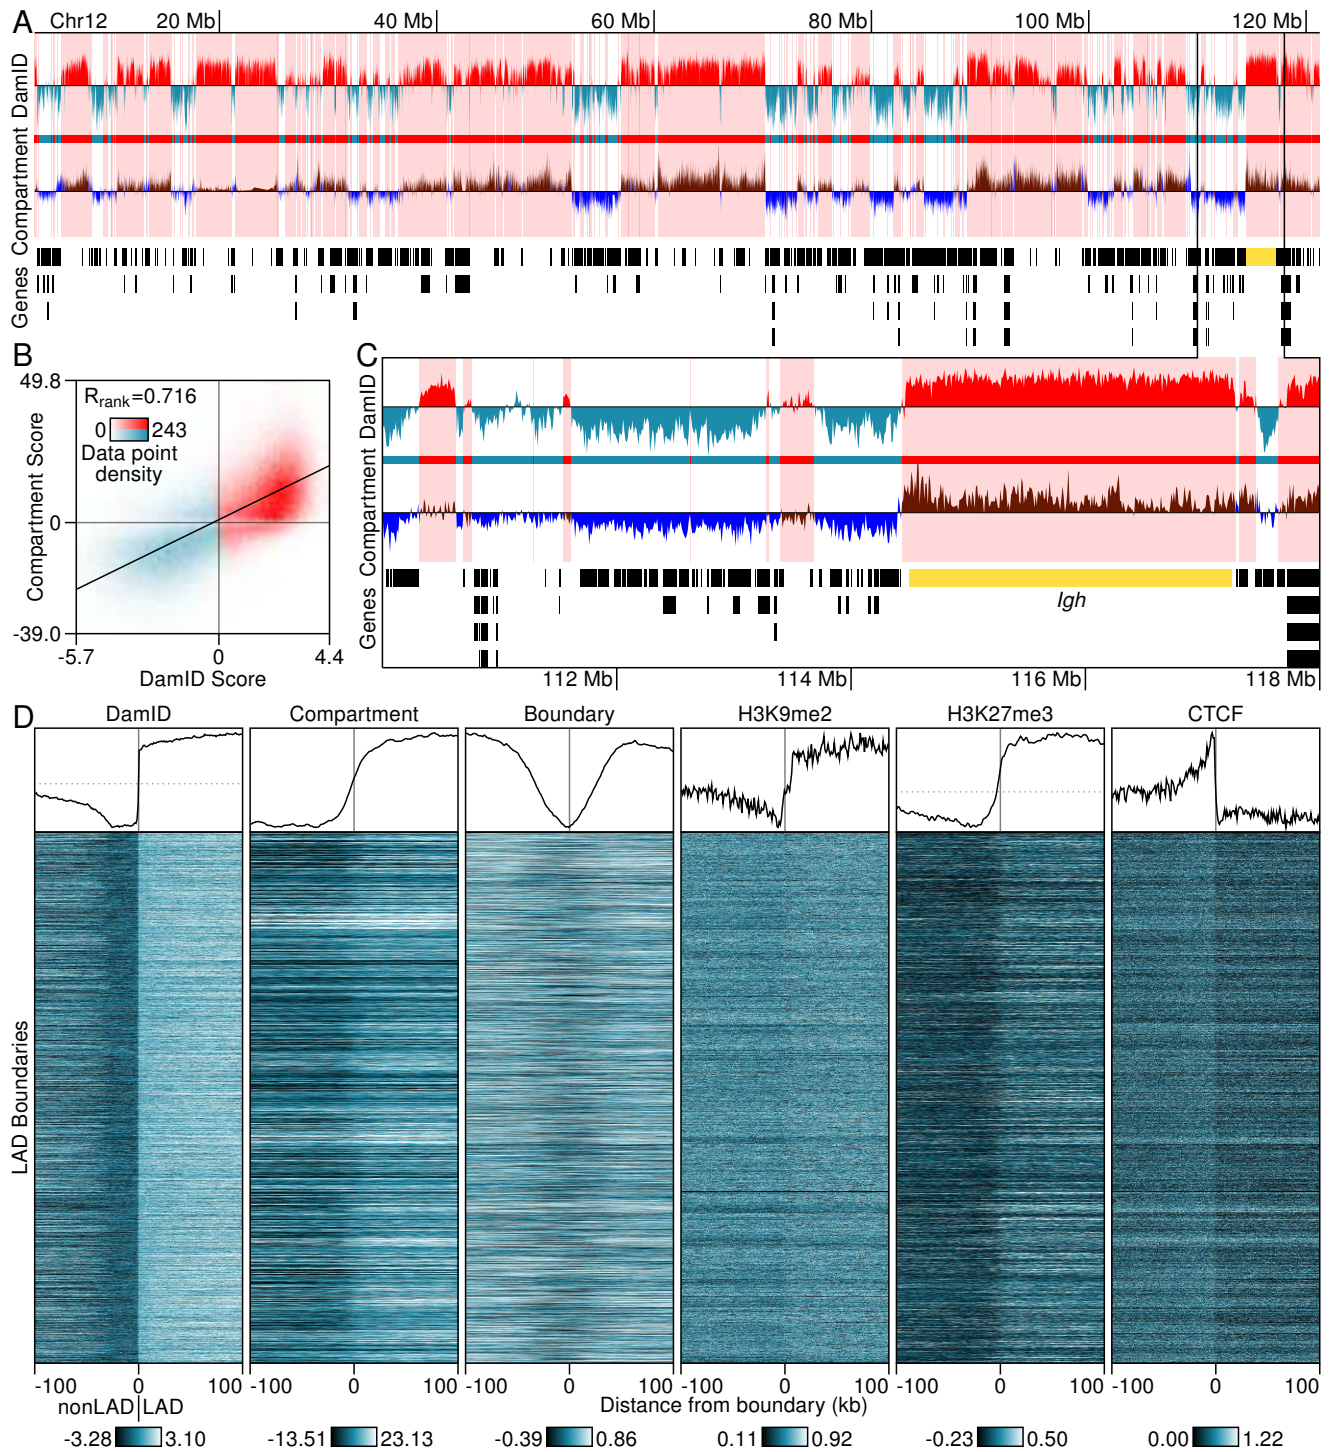 A
Chr12 20 Mb 40 Mb 60 Mb 80 Mb 100 Mb 120 Mb
DamID
Compartment
Genes
B
49.8
0
-39.0
Compartment Score
R rank=0.716
0 243
Data point
density
-5.7 0 4.4
DamID Score
C
DamID
Compartment
Genes
Igh
112 Mb 114 Mb 116 Mb 118 Mb
D
DamID Compartment Boundary H3K9me2 H3K27me3 CTCF
LAD Boundaries
-100 0 100 -100 0 100 -100 0 100 -100 0 100 -100 0 100 -100 0 100
nonLAD LAD
Distance from boundary (kb)
-3.28 3.10 -13.51 23.13 -0.39 0.86 0.11 0.92 -0.23 0.50 0.00 1.22